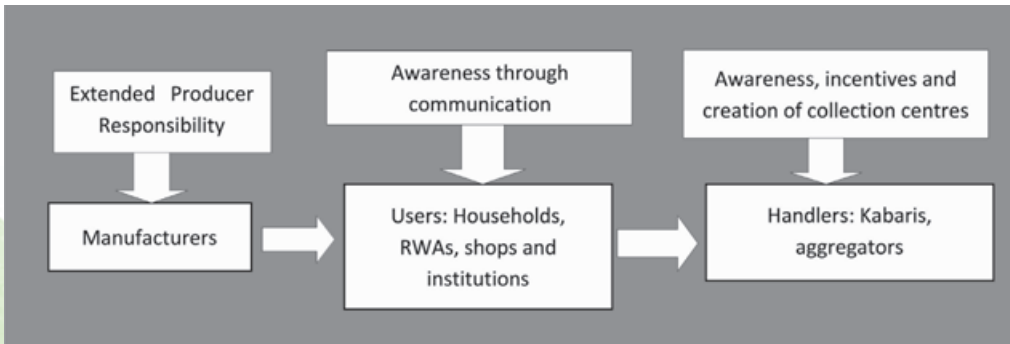 Extended Producer
Responsibility
Awareness through
communication
Awareness, incentives and
creation of collection centres
Manufacturers
Users: Households,
RWAs, shops and
institutions
Handlers: Kabaris,
aggregators